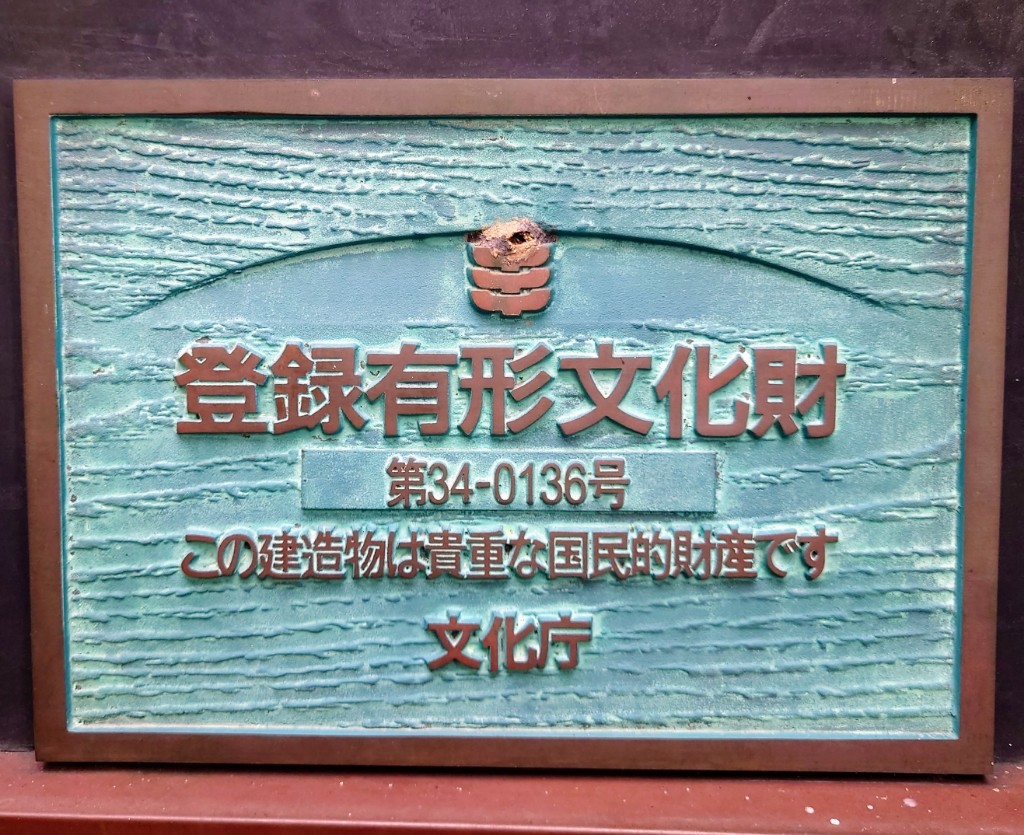 登録有形文化財
第34-0136号
この建造物は貴重な国民的財産です
文化庁